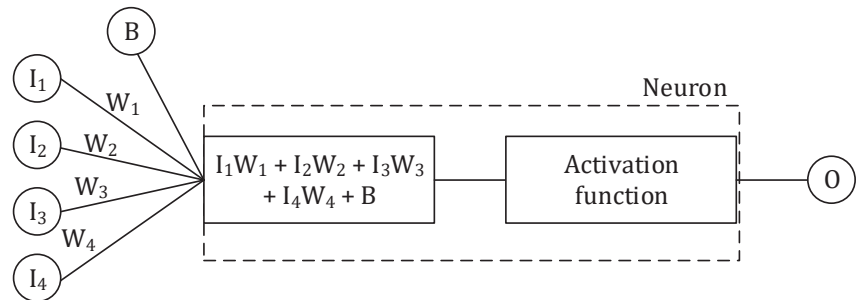 B
I₁
W₁
Neuron
I₂
W₂
I₁W₁ + I₂W₂ + I₃W₃
+ I₄W₄ + B
Activation
function
O
W₃
I₃
W₄
I₄